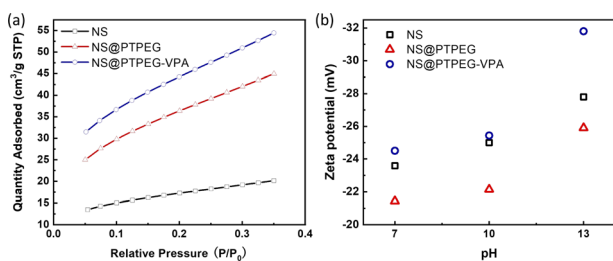 (a)
NS
NS@PTPEG
NS@PTPEG-VPA
Quantity Adsorbed (cm³/g STP)
55
50
45
40
35
30
25
20
15
10
0.0
0.1
0.2
0.3
0.4
Relative Pressure (P/P₀)
(b)
NS
NS@PTPEG
NS@PTPEG-VPA
Zeta potential (mV)
-32
-30
-28
-26
-24
-22
-20
7
10
13
pH